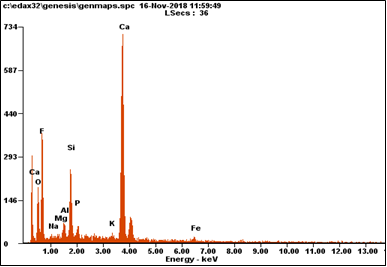 c:\edax32\genesis\genmaps.spc 16-Nov-2018 11:59:49
LSecs : 36
734
587
440
293
146
0
Ca
F
Si
Ca
O
Al
Mg
Na
P
K
Fe
1.00 2.00 3.00 4.00 5.00 6.00 7.00 8.00 9.00 10.00 11.00 12.00 13.00
Energy - keV